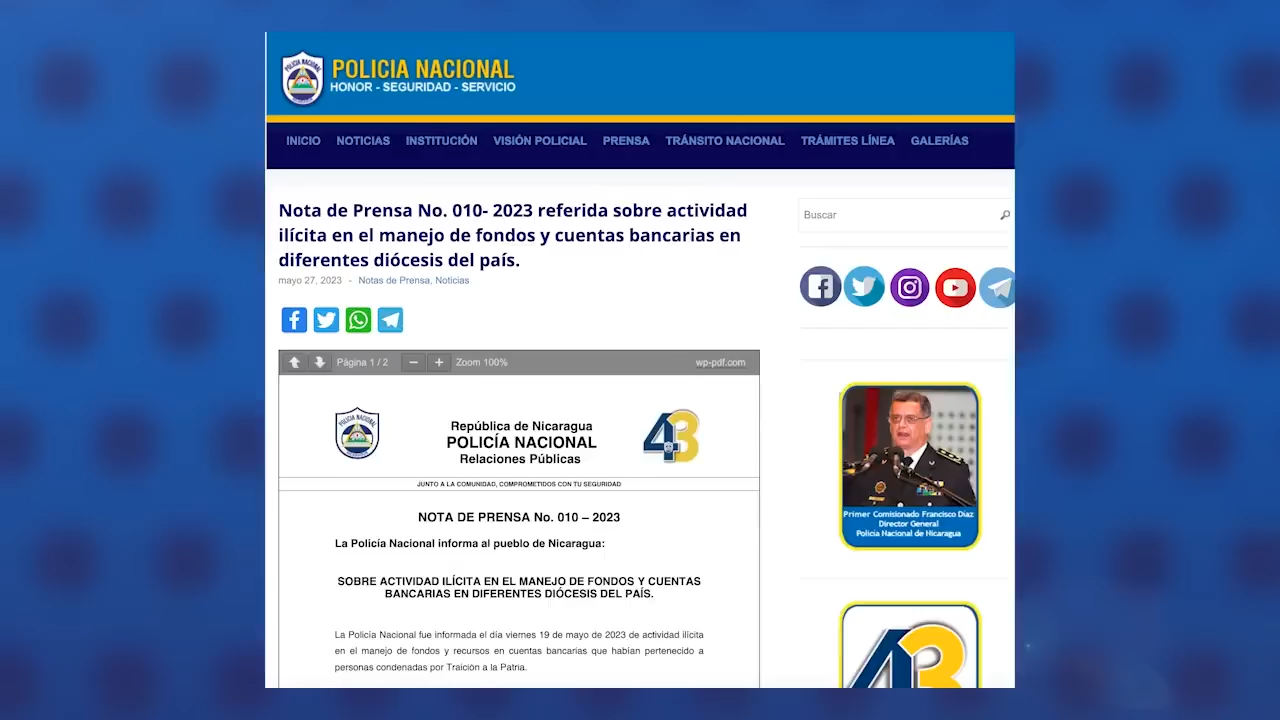 POLICIA NACIONAL
POLICIA NACIONAL
HONOR - SEGURIDAD - SERVICIO
INICIO NOTICIAS INSTITUCIÓN VISIÓN POLICIAL PRENSA TRÁNSITO NACIONAL TRÁMITES LÍNEA GALERÍAS
Nota de Prensa No. 010- 2023 referida sobre actividad
ilícita en el manejo de fondos y cuentas bancarias en
diferentes diócesis del país.
mayo 27, 2023 - Notas de Prensa, Noticias
Página 1 / 2 Zoom 100% wp-pdf.com
POLICIA NACIONAL
República de Nicaragua
POLICÍA NACIONAL
Relaciones Públicas
43
JUNTO A LA COMUNIDAD, COMPROMETIDOS CON TU SEGURIDAD
NOTA DE PRENSA No. 010 – 2023
La Policía Nacional informa al pueblo de Nicaragua:
SOBRE ACTIVIDAD ILÍCITA EN EL MANEJO DE FONDOS Y CUENTAS
BANCARIAS EN DIFERENTES DIÓCESIS DEL PAÍS.
La Policía Nacional fue informada el día viernes 19 de mayo de 2023 de actividad ilícita
en el manejo de fondos y recursos en cuentas bancarias que habían pertenecido a
personas condenadas por Traición a la Patria.
Buscar
Primer Comisionado Francisco Díaz
Director General
Policía Nacional de Nicaragua
43